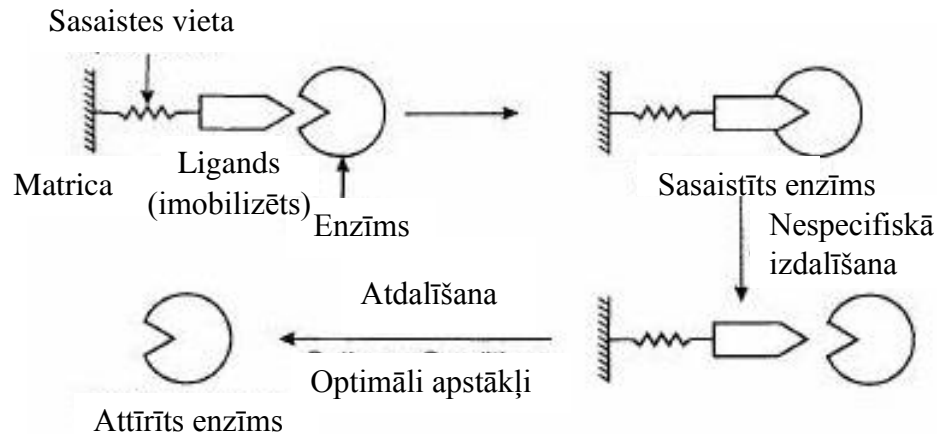 Sasaistes vieta
Matrica
Ligands
(imobilizēts)
Enzīms
Sasaistīts enzīms
Nespecifiskā
izdalīšana
Atdalīšana
Optimāli apstākļi
Attīrīts enzīms